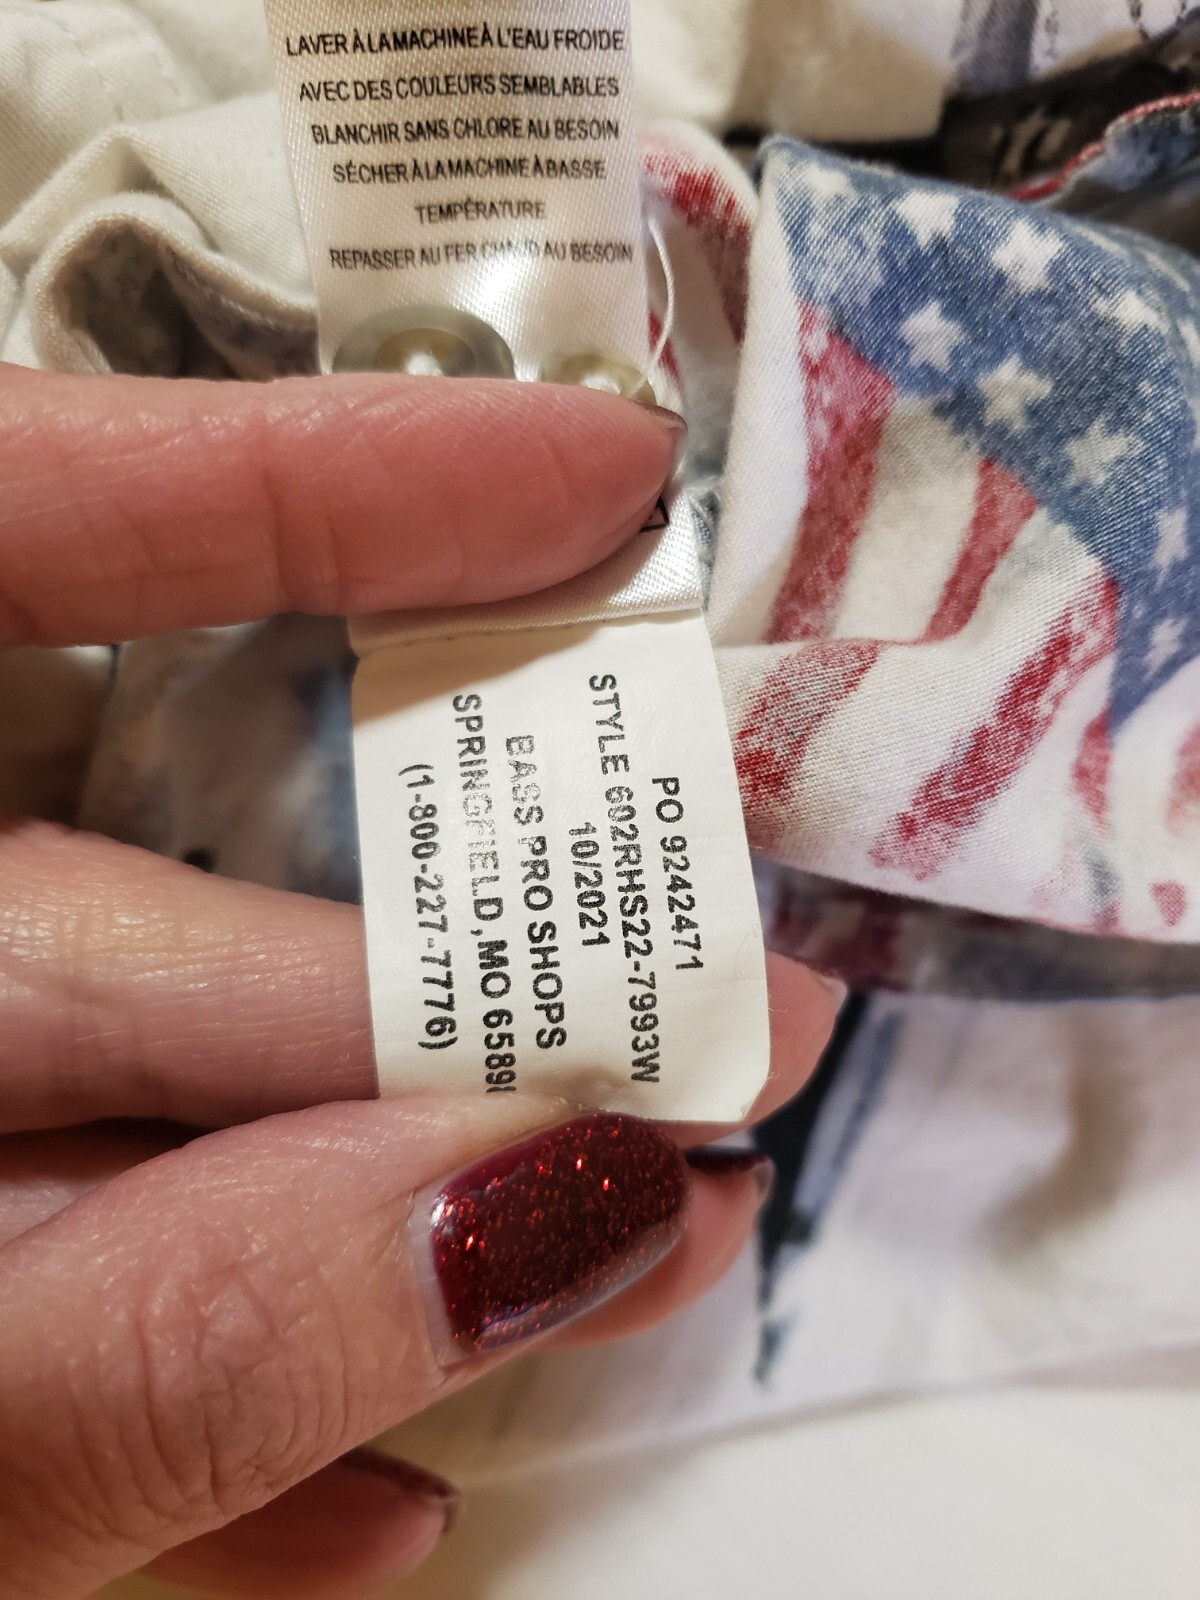 LAVER À LA MACHINE À L'EAU FROIDE
AVEC DES COULEURS SEMBLABLES
BLANCHIR SANS CHLORE AU BESOIN
SÉCHER À LA MACHINE À BASSE
TEMPÉRATURE
REPASSER AU FER CHAUD AU BESOIN
PO 9242471
STYLE 602RHS22-7993W
10/2021
BASS PRO SHOPS
SPRINGFIELD, MO 6589
(1-800-227-7776)